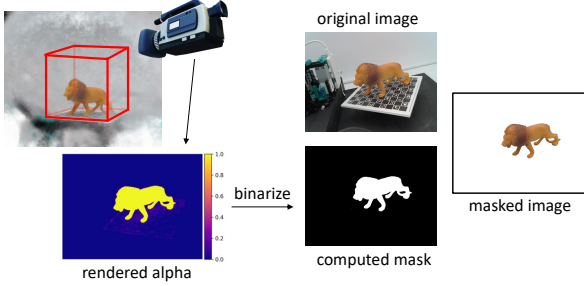 original image
1.0
0.8
0.6
0.4
0.2
0.0
binarize
rendered alpha
computed mask
masked image